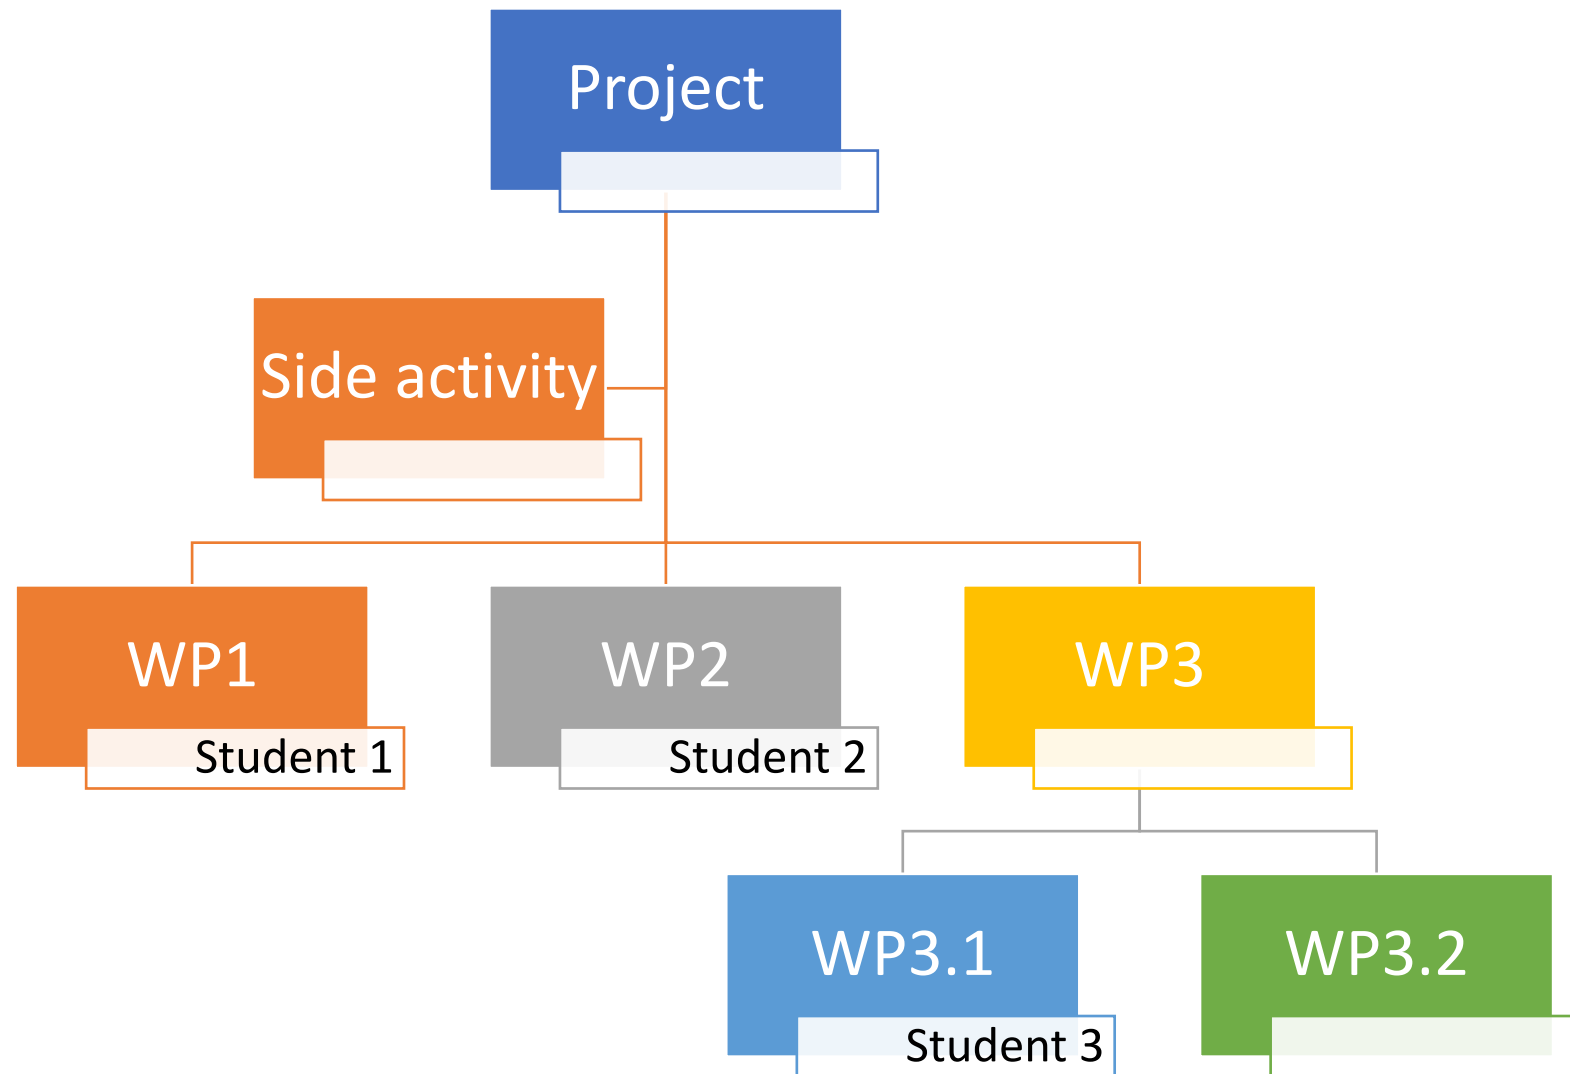 Project
Side activity
WP1
Student 1
WP2
Student 2
WP3
WP3.1
Student 3
WP3.2